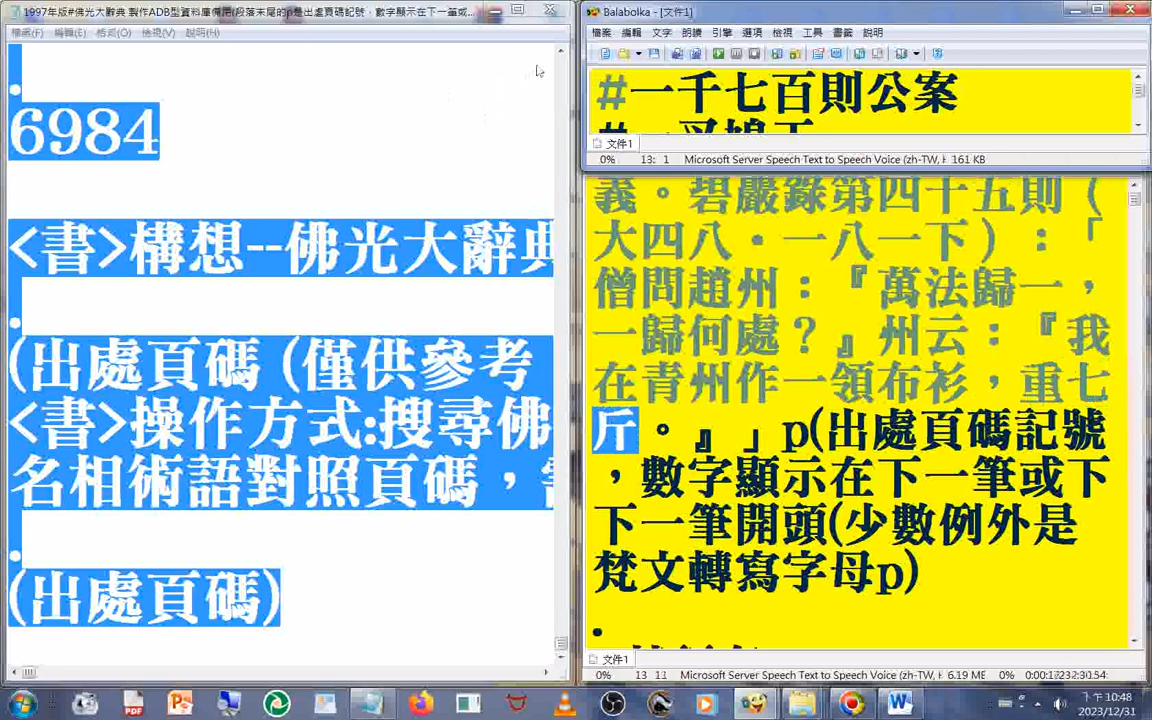 1997年版#佛光大辭典 製作ADB型資料庫備用(段落末尾的p是出處頁碼記號，數字顯示在下一筆或...
檔案(F) 編輯(E) 格式(O) 檢視(V) 說明(H)
6984
<書>構想--佛光大辭典
(出處頁碼 (僅供參考
<書>操作方式:搜尋佛
名相術語對照頁碼，
(出處頁碼)
Balabolka - [文件1]
檔案 編輯 文字 朗讀 引擎 選項 檢視 工具 書籤 說明
#一千七百則公案
文件1
0% 13: 1 Microsoft Server Speech Text to Speech Voice (zh-TW, H 161 KB
義。碧嚴錄第四十五則（
大四八・一八一下）：「
僧問趙州：『萬法歸一，
一歸何處？』州云：『我
在青州作一領布衫，重七
斤。』」p(出處頁碼記號
，數字顯示在下一筆或下
下一筆開頭(少數例外是
梵文轉寫字母p)
•
文件1
0% 13 11 Microsoft Server Speech Text to Speech Voice (zh-TW, H 6.19 ME 0%
下午 10:48
2023/12/31